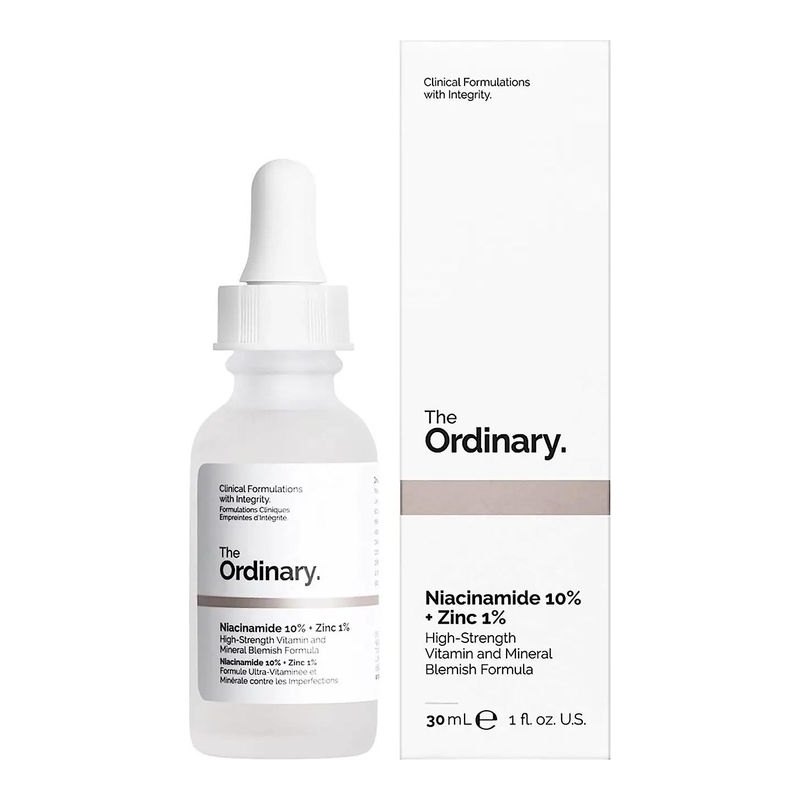 Clinical Formulations
with Integrity.
Formulations Cliniques
Empreintes d'Intégrité.
The
Ordinary.
Niacinamide 10% + Zinc 1%
High-Strength Vitamin and
Mineral Blemish Formula
Niacinamide 10% + Zinc 1%
Formule Ultra-Vitaminée et
Minérale contre les Imperfections
Clinical Formulations
with Integrity.
The
Ordinary.
Niacinamide 10%
+ Zinc 1%
High-Strength
Vitamin and Mineral
Blemish Formula
30 mL ℮ 1 fl. oz. U.S.